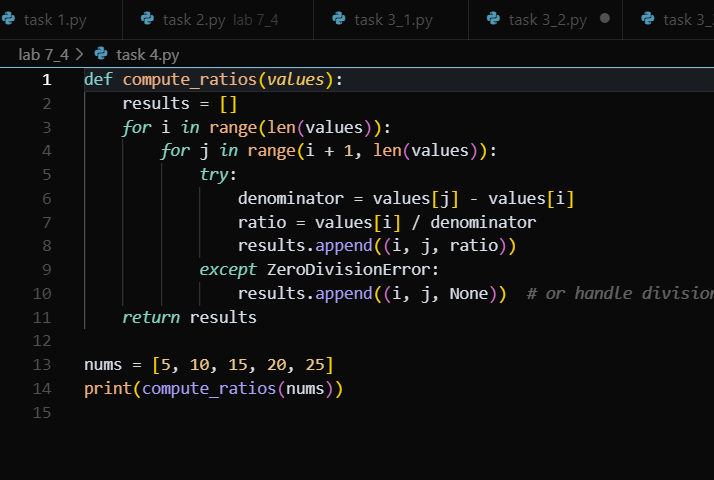 task 1.py task 2.py lab 7_4 task 3_1.py task 3_2.py task 3_
lab 7_4 > task 4.py
1 def compute_ratios(values):
2     results = []
3     for i in range(len(values)):
4         for j in range(i + 1, len(values)):
5             try:
6                 denominator = values[j] - values[i]
7                 ratio = values[i] / denominator
8                 results.append((i, j, ratio))
9             except ZeroDivisionError:
10                 results.append((i, j, None))  # or handle division
11     return results
12
13 nums = [5, 10, 15, 20, 25]
14 print(compute_ratios(nums))
15